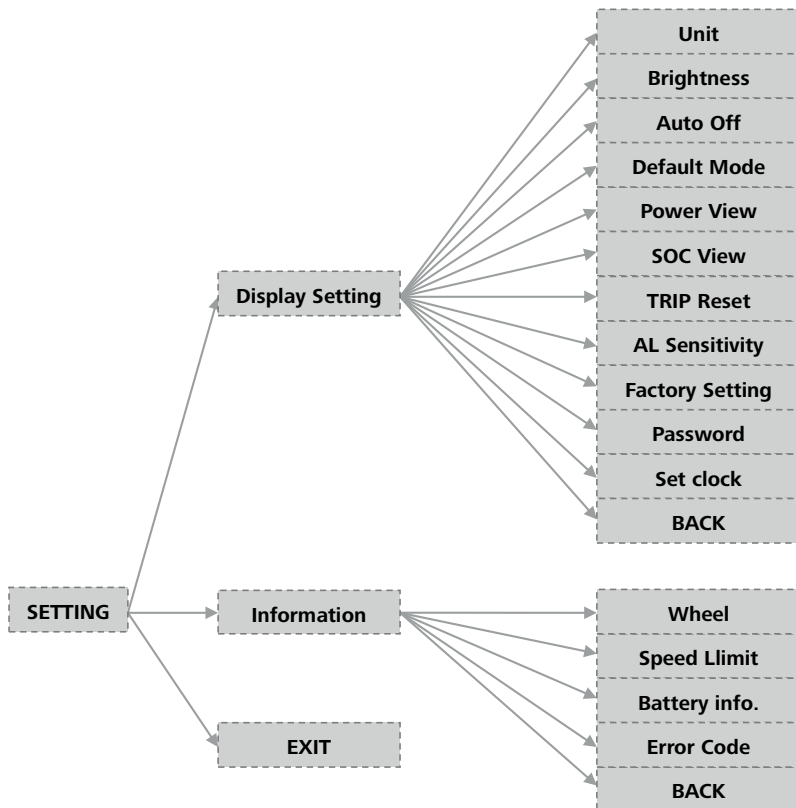 Unit
Brightness
Auto Off
Default Mode
Power View
SOC View
Display Setting
TRIP Reset
AL Sensitivity
Factory Setting
Password
Set clock
BACK
SETTING
Information
Wheel
Speed Llimit
Battery info.
EXIT
Error Code
BACK